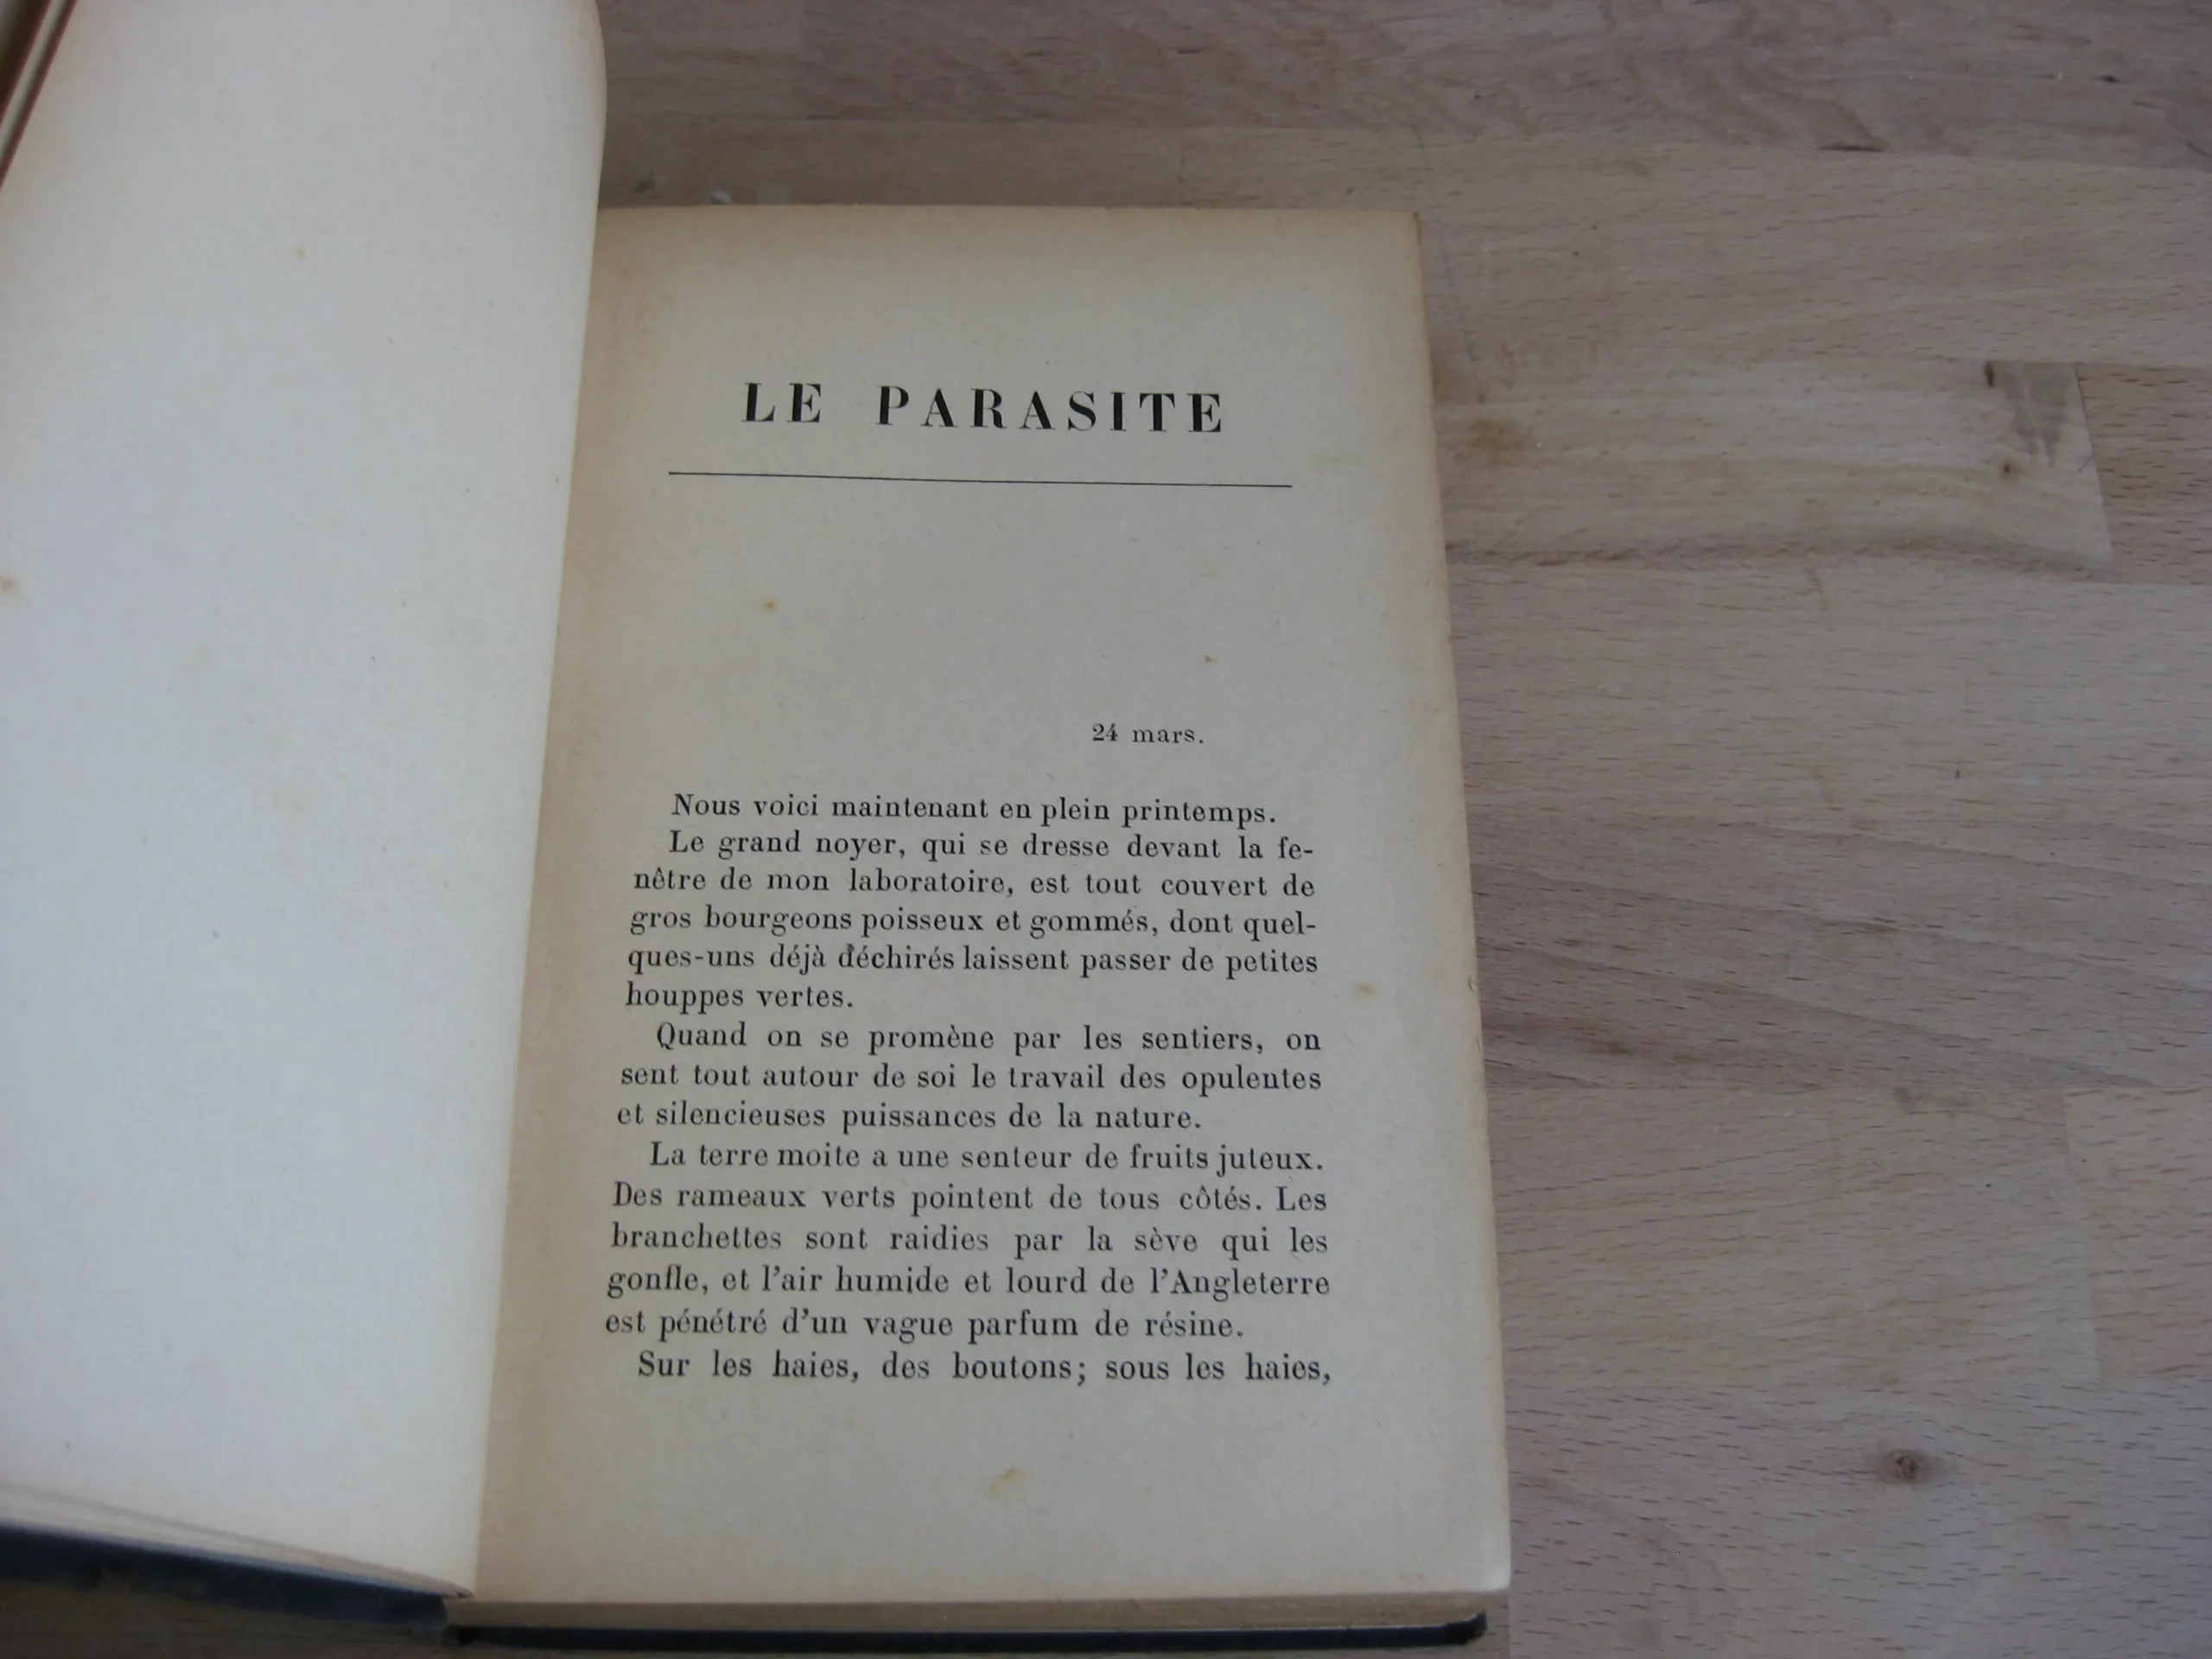 LE PARASITE
24 mars.
Nous voici maintenant en plein printemps.
Le grand noyer, qui se dresse devant la fe-
nêtre de mon laboratoire, est tout couvert de
gros bourgeons poisseux et gommés, dont quel-
ques-uns déjà déchirés laissent passer de petites
houppes vertes.
Quand on se promène par les sentiers, on
sent tout autour de soi le travail des opulentes
et silencieuses puissances de la nature.
La terre moite a une senteur de fruits juteux.
Des rameaux verts pointent de tous côtés. Les
branchettes sont raidies par la sève qui les
gonfle, et l'air humide et lourd de l'Angleterre
est pénétré d'un vague parfum de résine.
Sur les haies, des boutons; sous les haies,